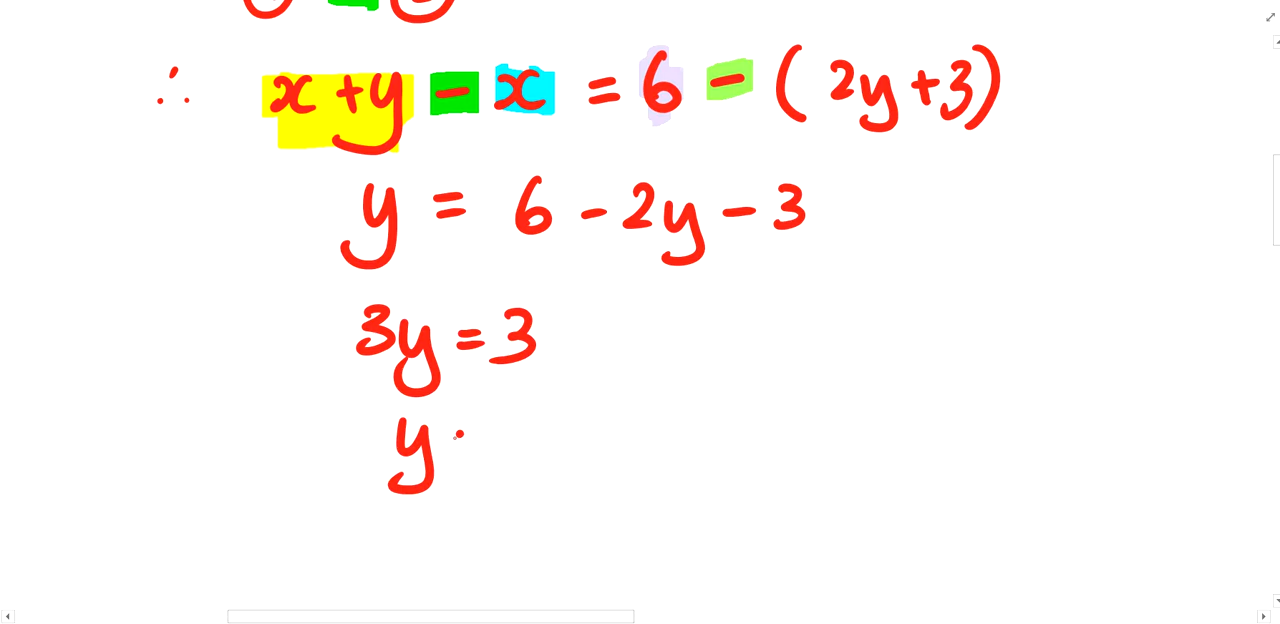 ∴ x + y - x = 6 - (2y + 3)
y = 6 - 2y - 3
3y = 3
y